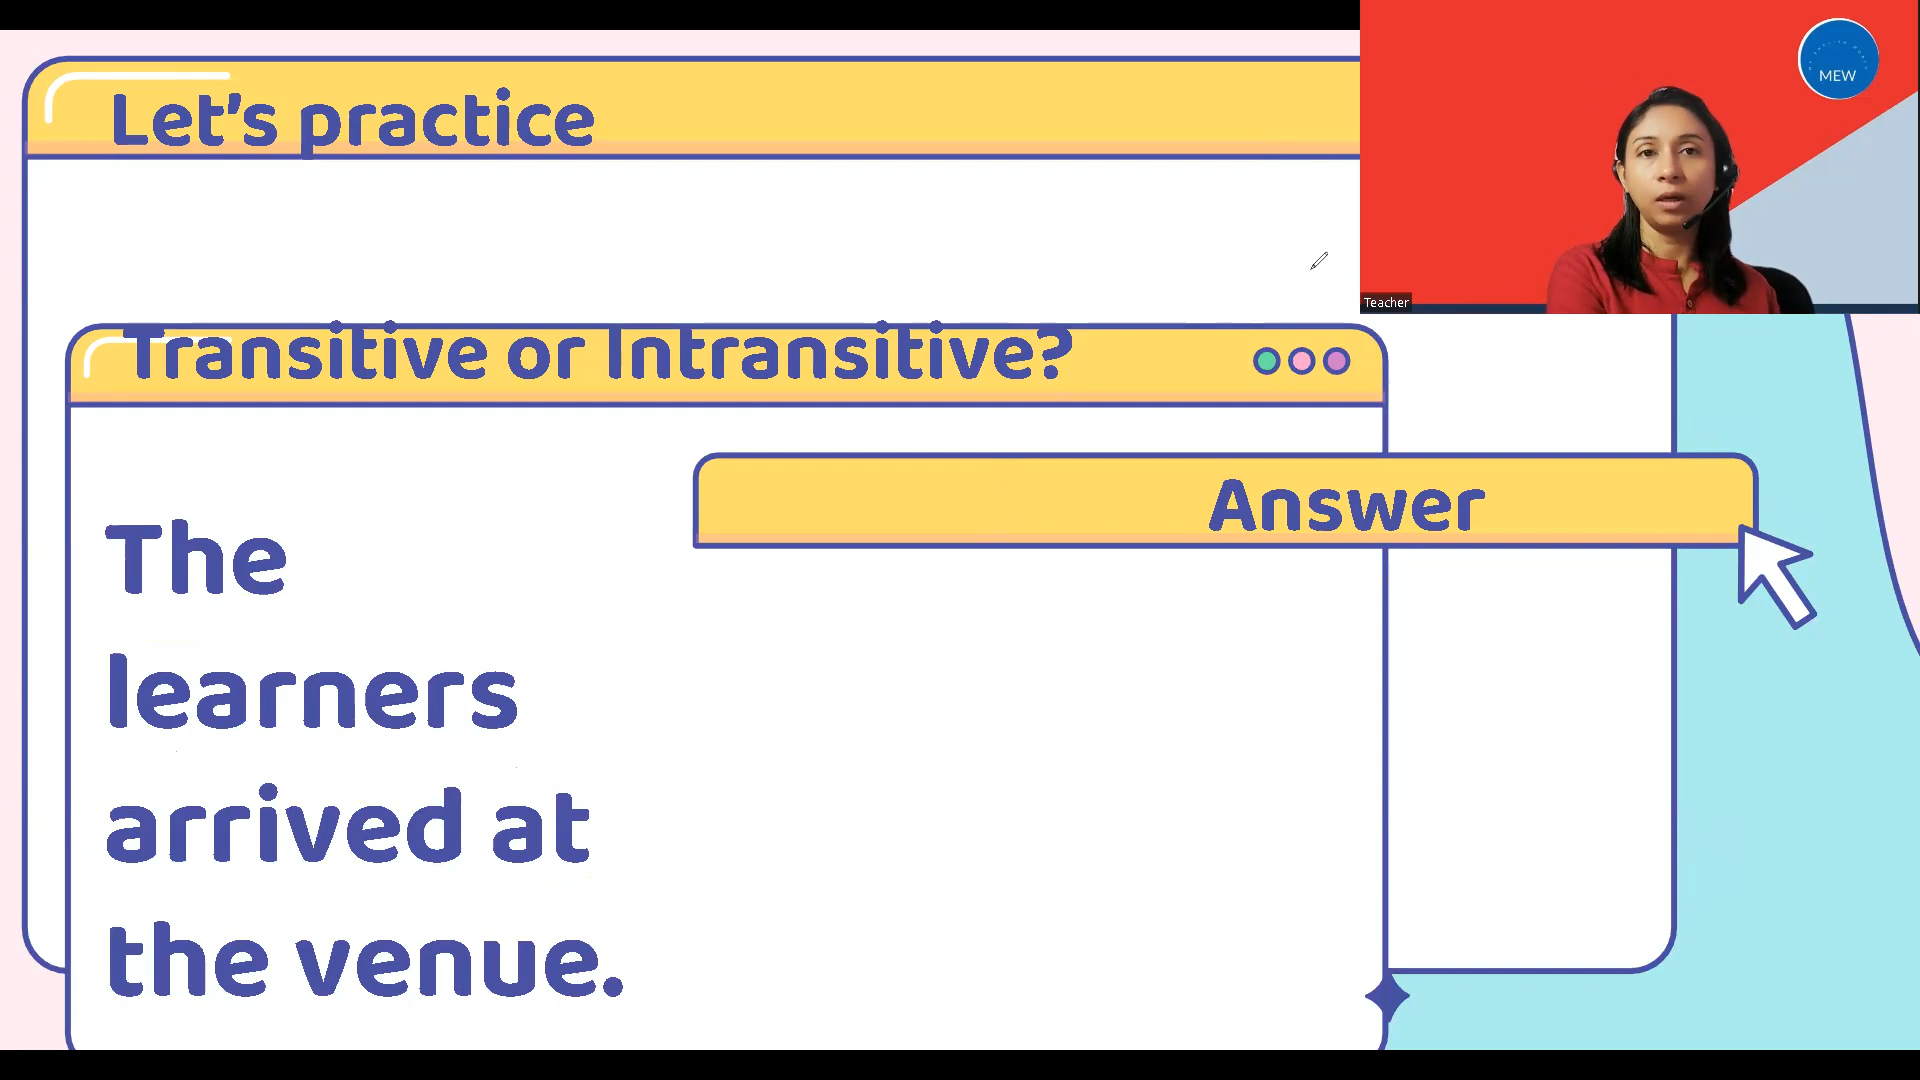 Let's practice
MEW
Teacher
Transitive or Intransitive?
Answer
The
learners
arrived at
the venue.